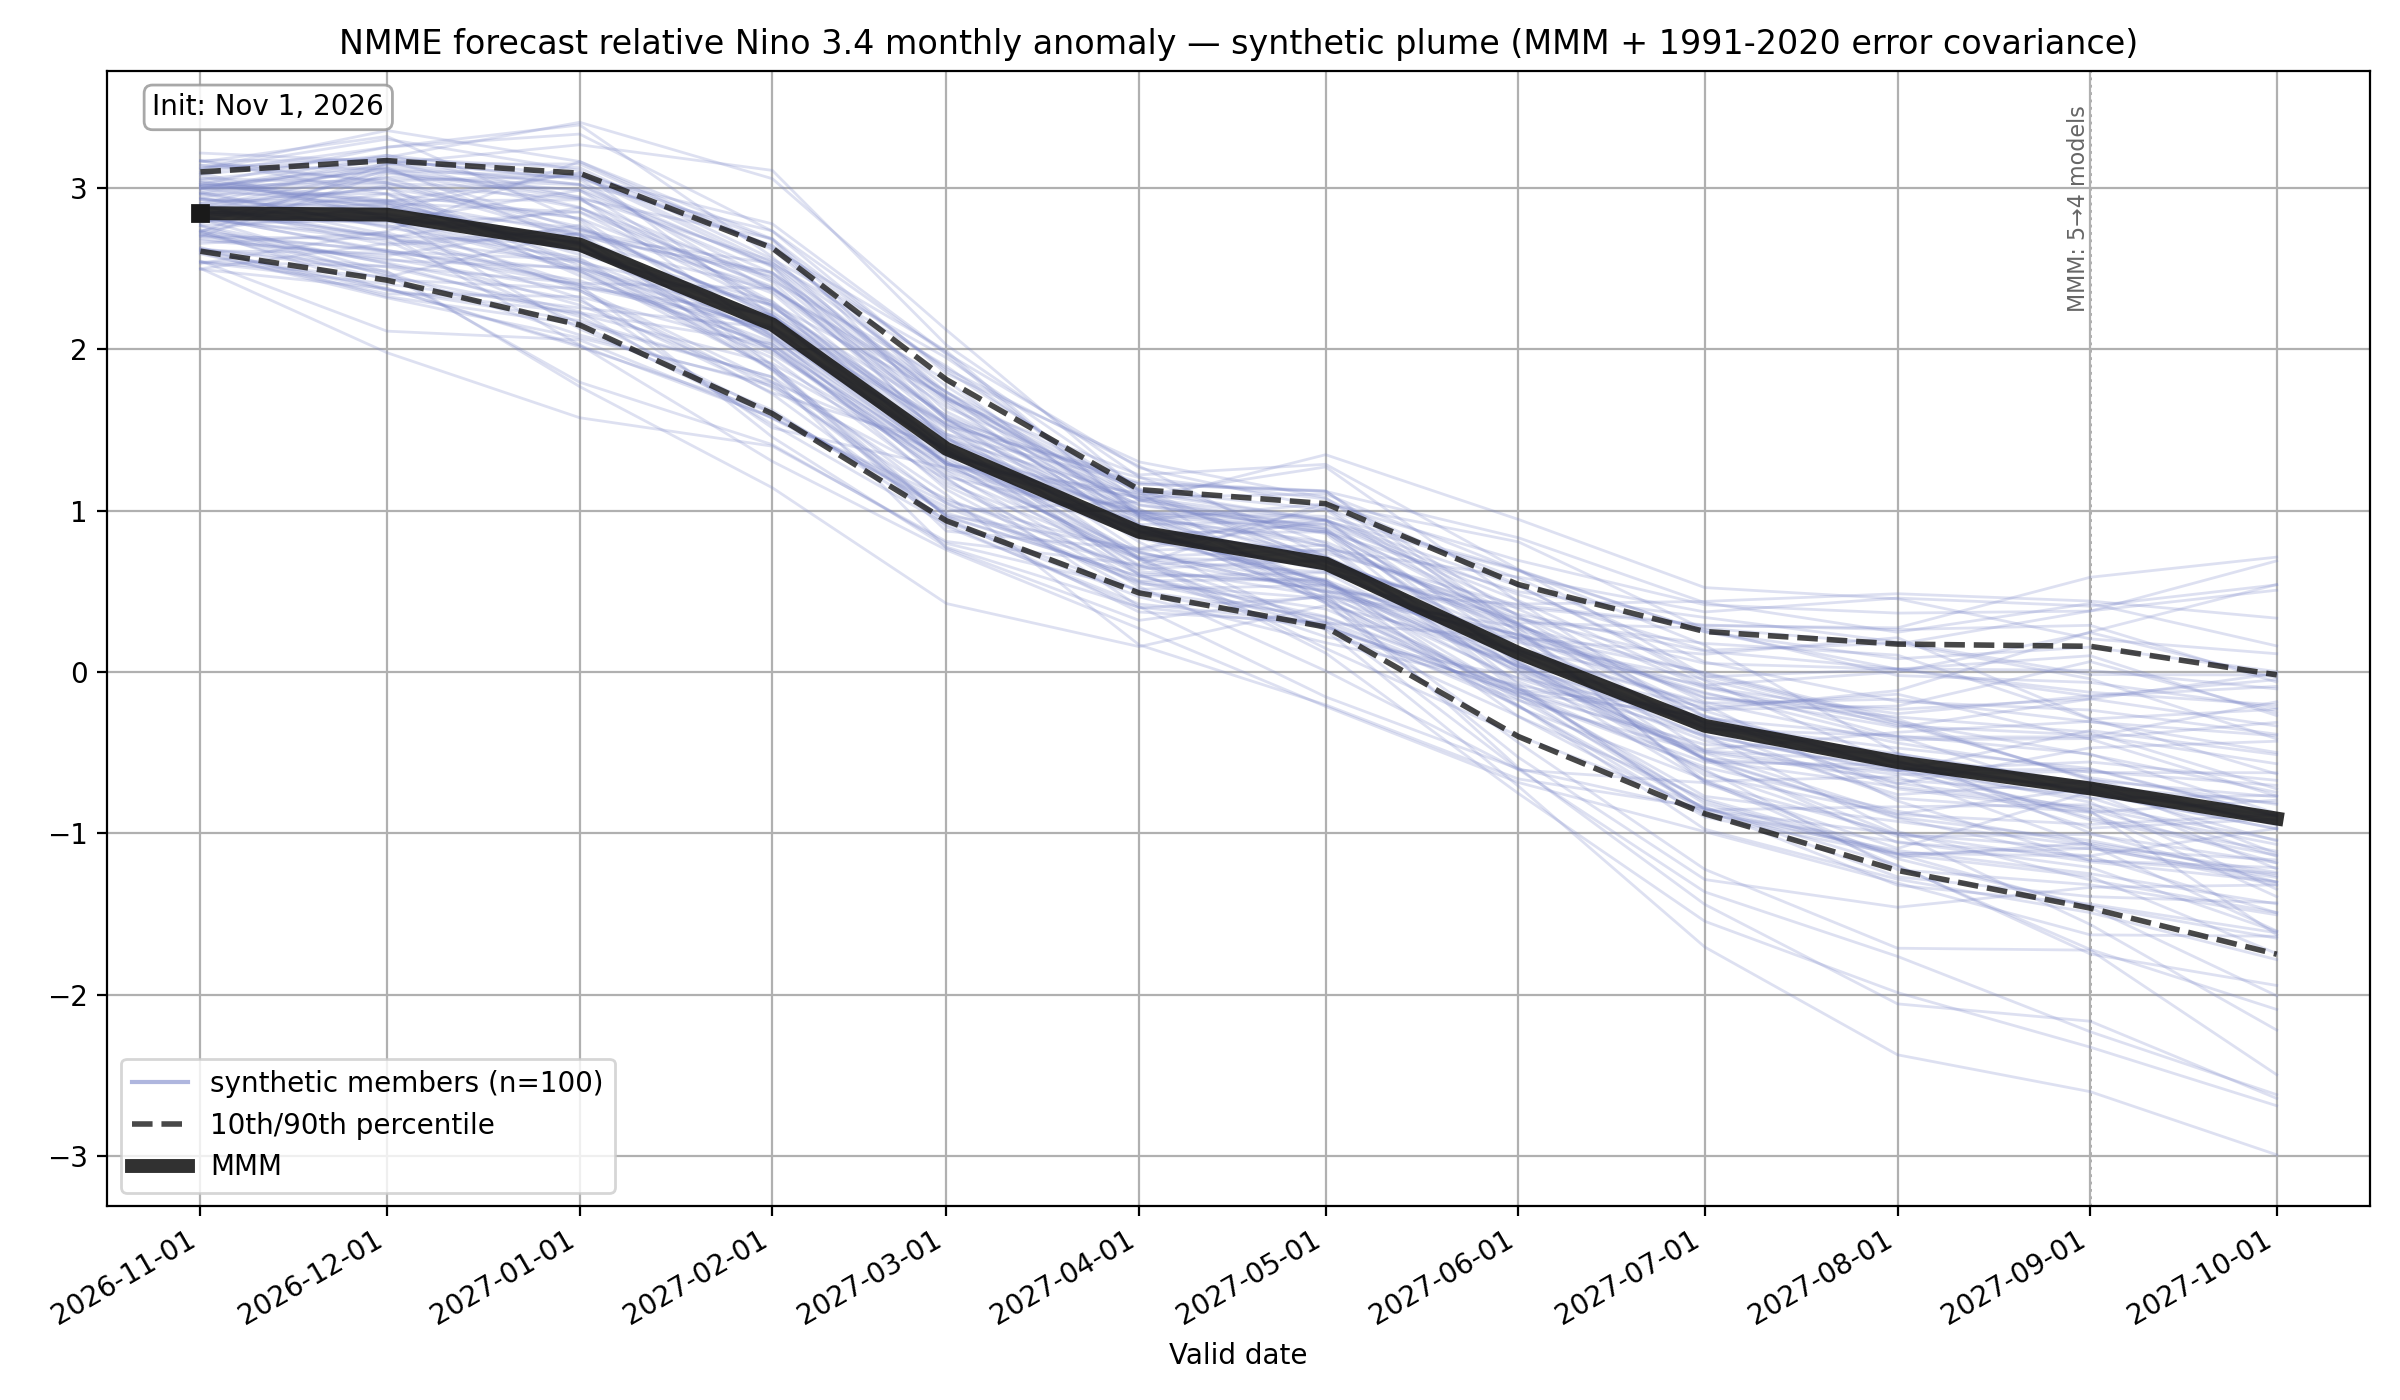 NMME forecast relative Nino 3.4 monthly anomaly — synthetic plume (MMM + 1991-2020 error covariance)
Init: Nov 1, 2026
MMM: 5→4 models
3
2
1
0
−1
−2
−3
synthetic members (n=100)
10th/90th percentile
MMM
2026-11-01
2026-12-01
2027-01-01
2027-02-01
2027-03-01
2027-04-01
2027-05-01
2027-06-01
2027-07-01
2027-08-01
2027-09-01
2027-10-01
Valid date